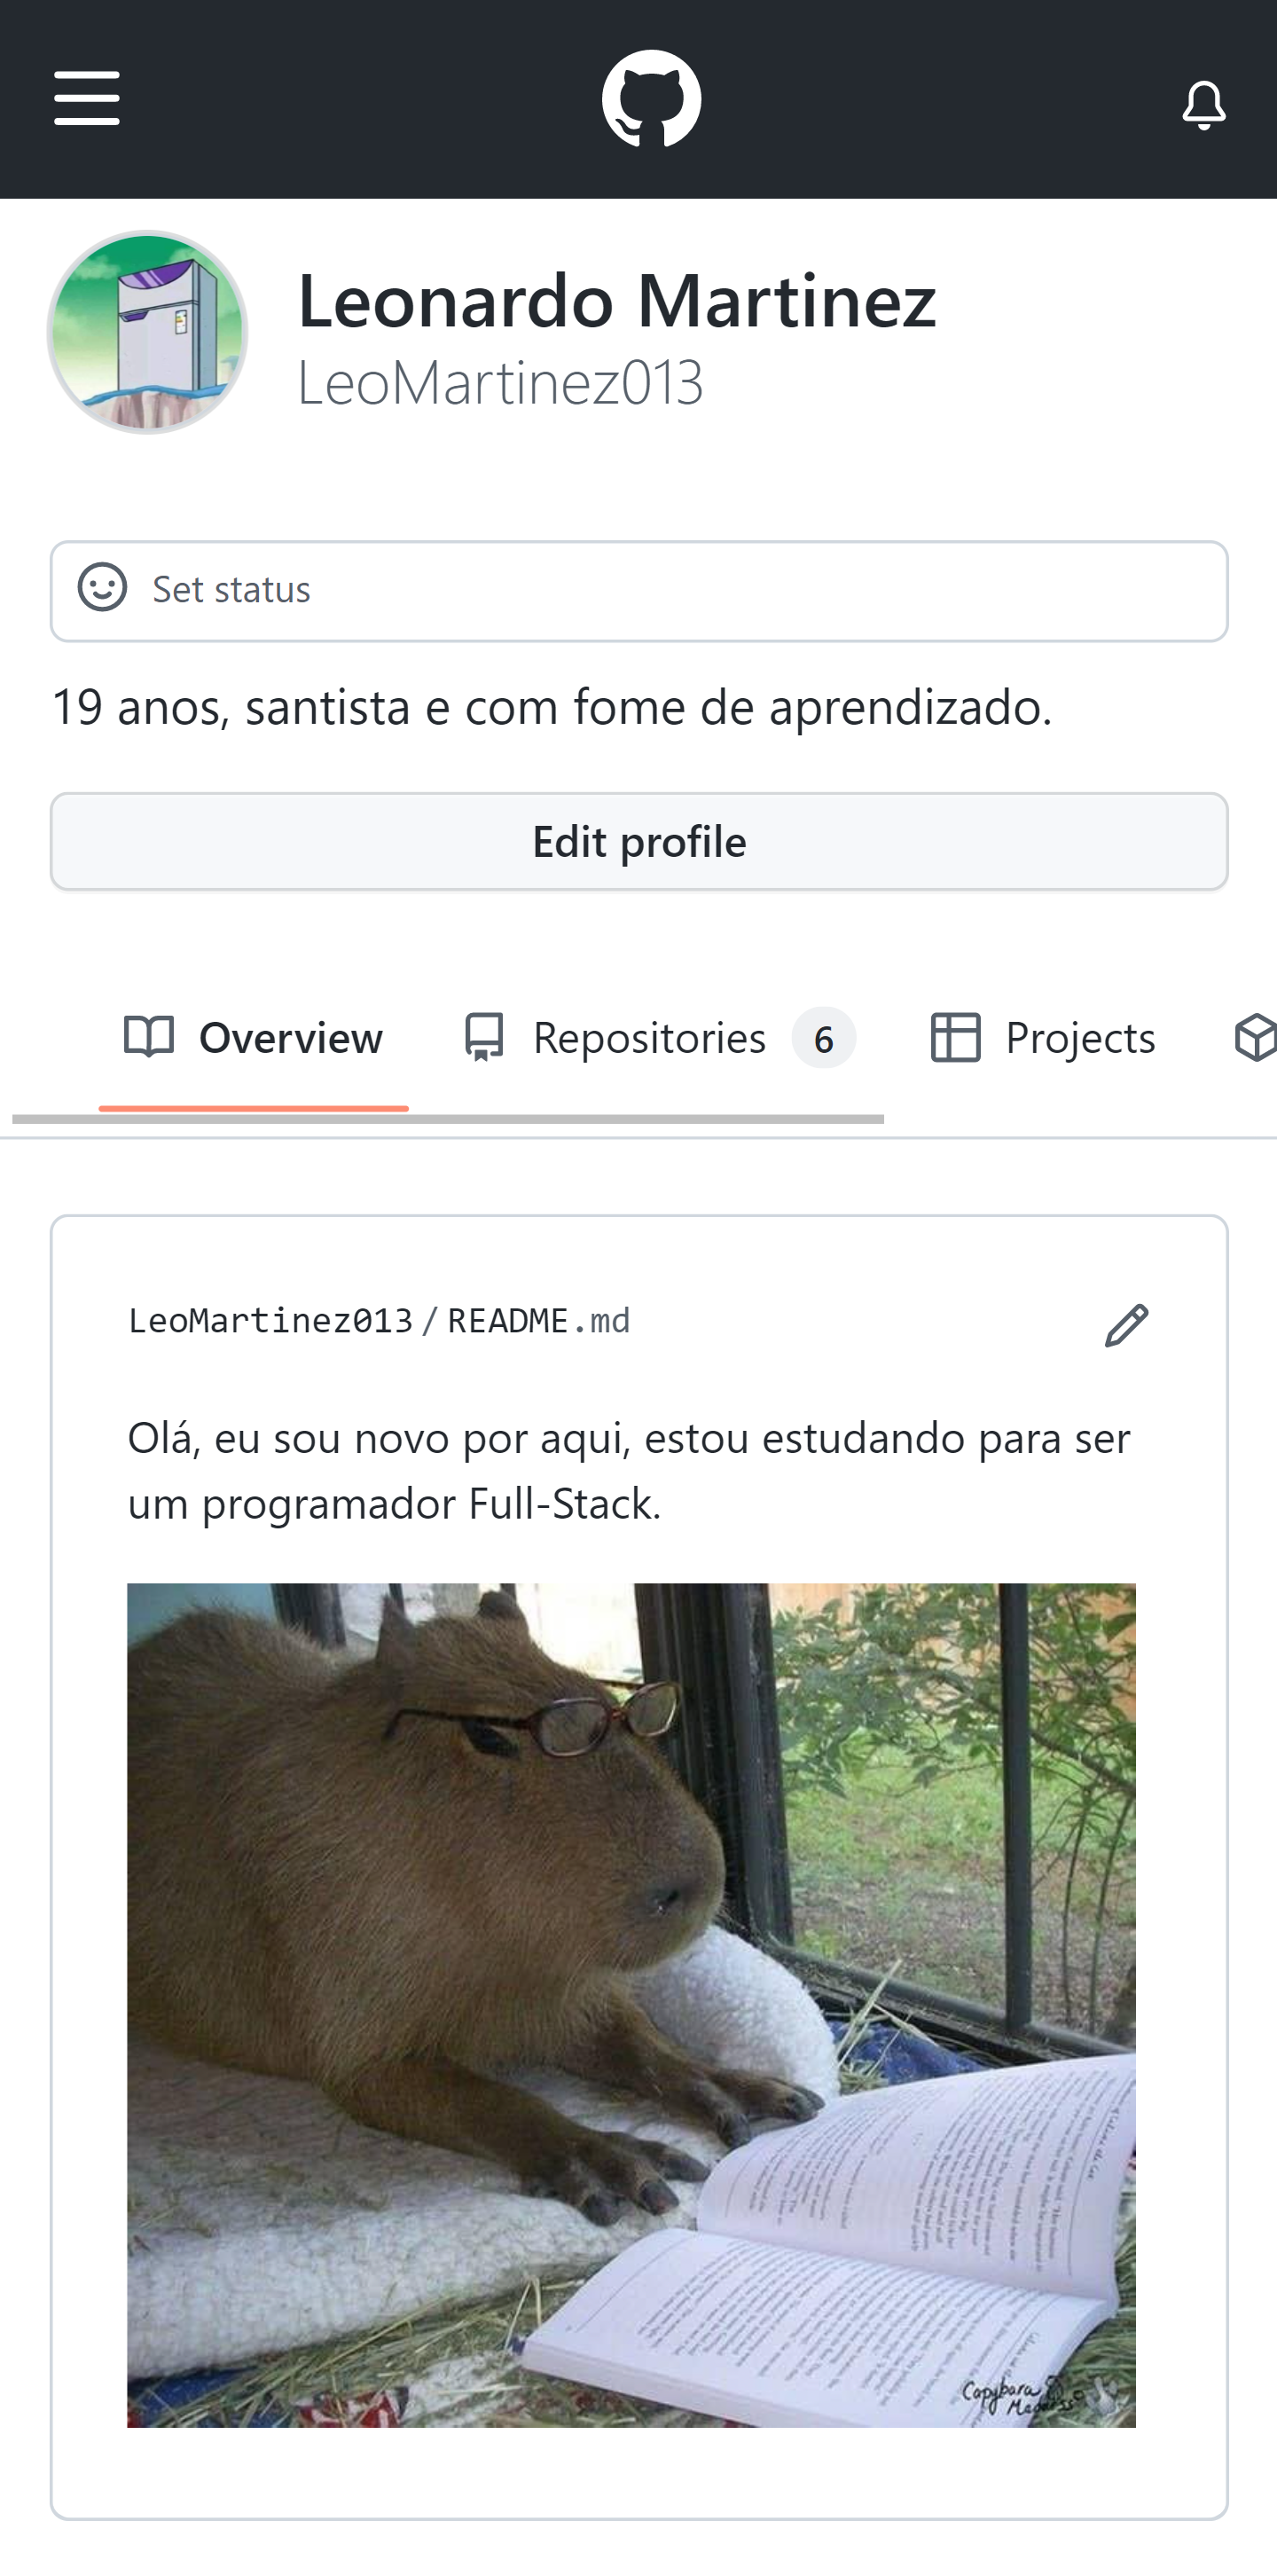 Leonardo Martinez
LeoMartinez013
Set status
19 anos, santista e com fome de aprendizado.
Edit profile
Overview Repositories 6 Projects
LeoMartinez013 / README.md
Olá, eu sou novo por aqui, estou estudando para ser
um programador Full-Stack.
Capybara
Madness